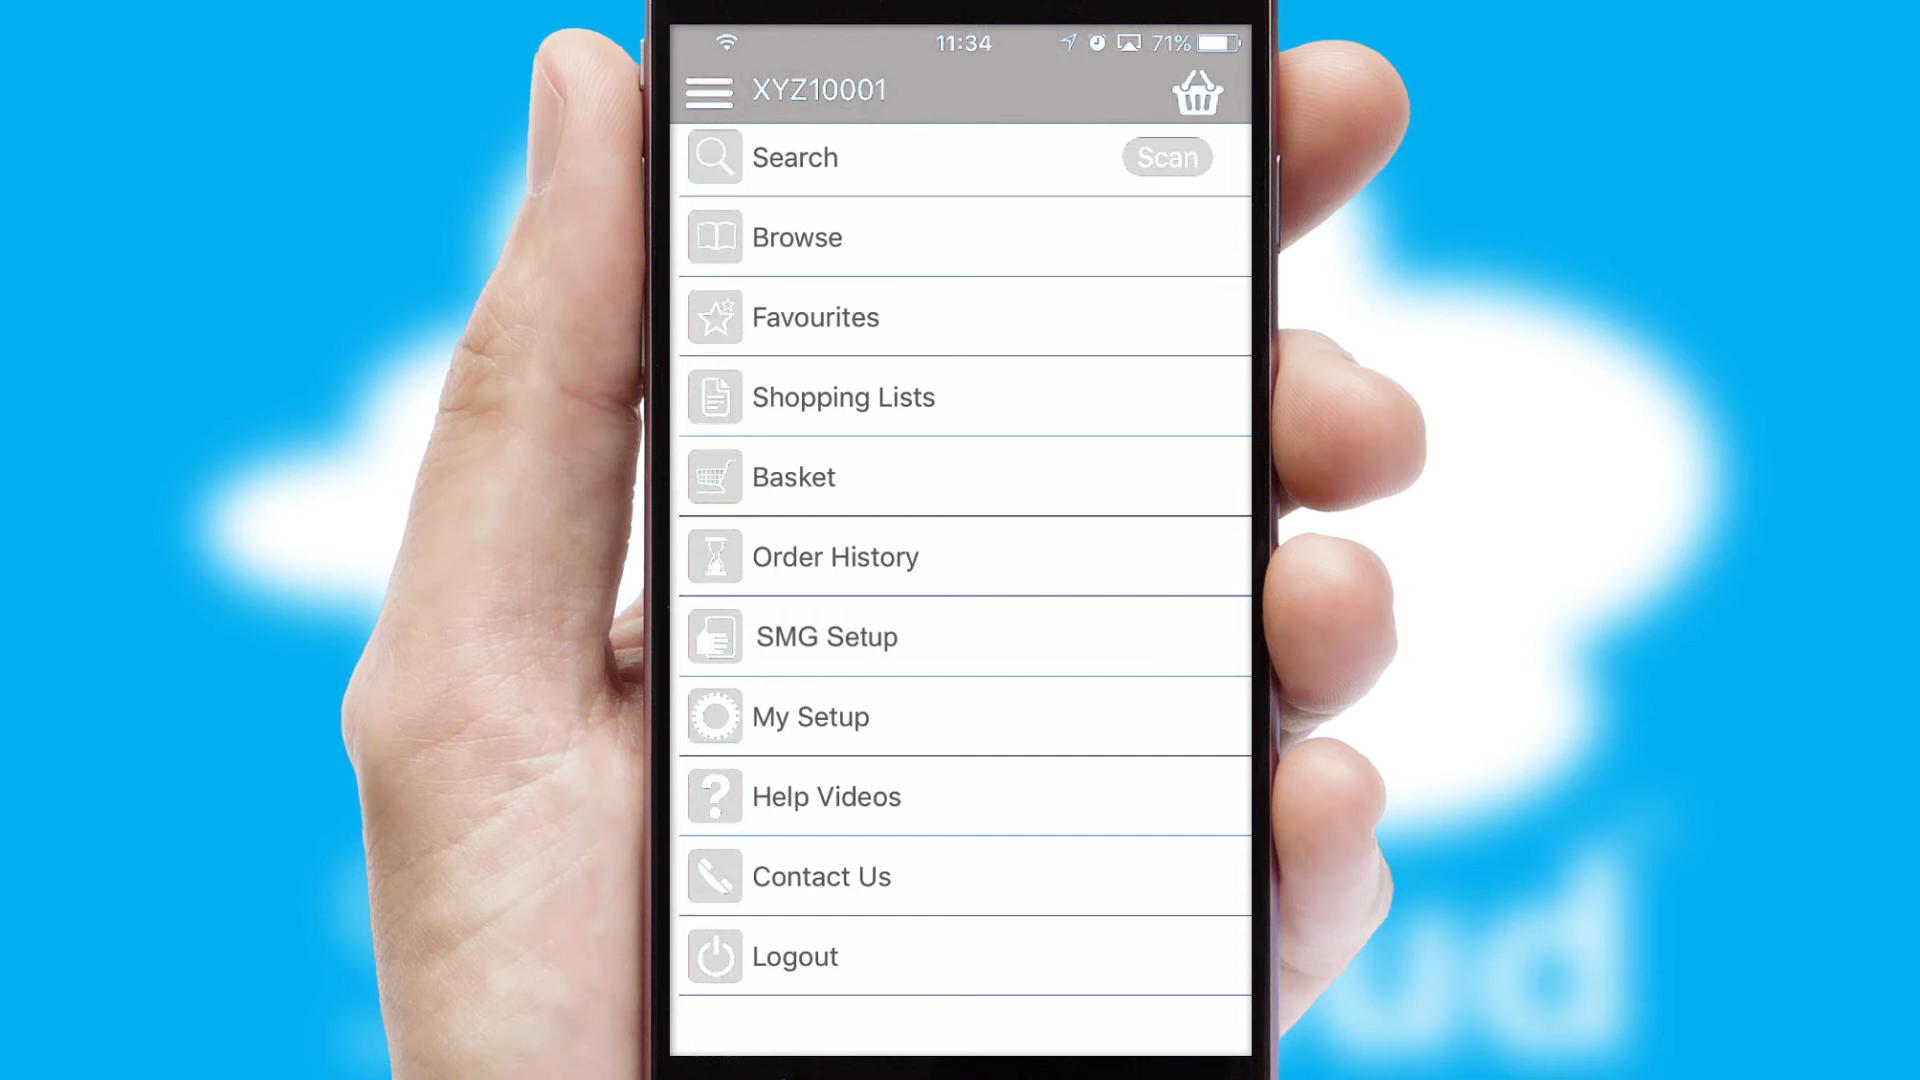 11:34 71%
XYZ10001
Search Scan
Browse
Favourites
Shopping Lists
Basket
Order History
SMG Setup
My Setup
Help Videos
Contact Us
Logout